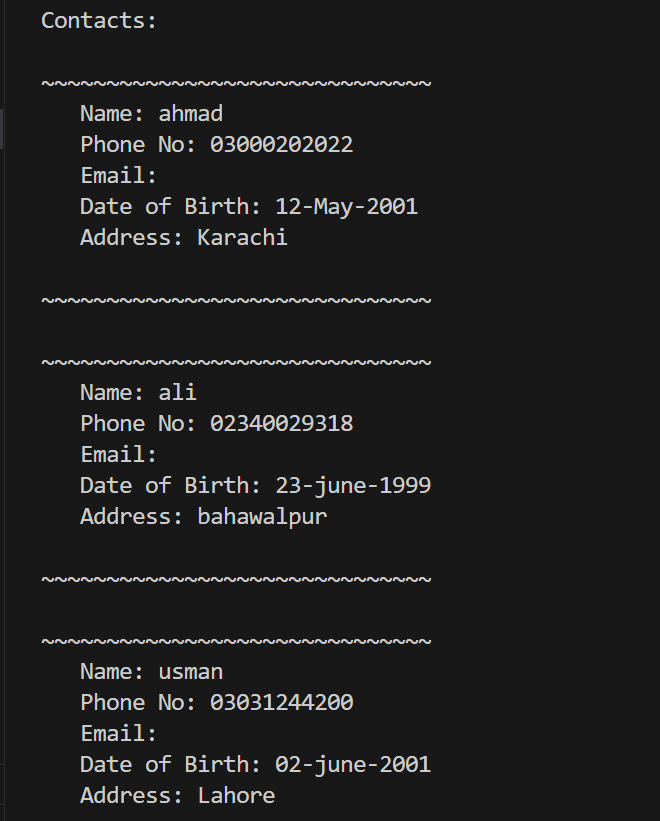 Contacts:
~~~~~~~~~~~~~~~~~~~~~~~~~~~~~~
Name: ahmad
Phone No: 03000202022
Email:
Date of Birth: 12-May-2001
Address: Karachi
~~~~~~~~~~~~~~~~~~~~~~~~~~~~~~
~~~~~~~~~~~~~~~~~~~~~~~~~~~~~~
Name: ali
Phone No: 02340029318
Email:
Date of Birth: 23-june-1999
Address: bahawalpur
~~~~~~~~~~~~~~~~~~~~~~~~~~~~~~
~~~~~~~~~~~~~~~~~~~~~~~~~~~~~~
Name: usman
Phone No: 03031244200
Email:
Date of Birth: 02-june-2001
Address: Lahore